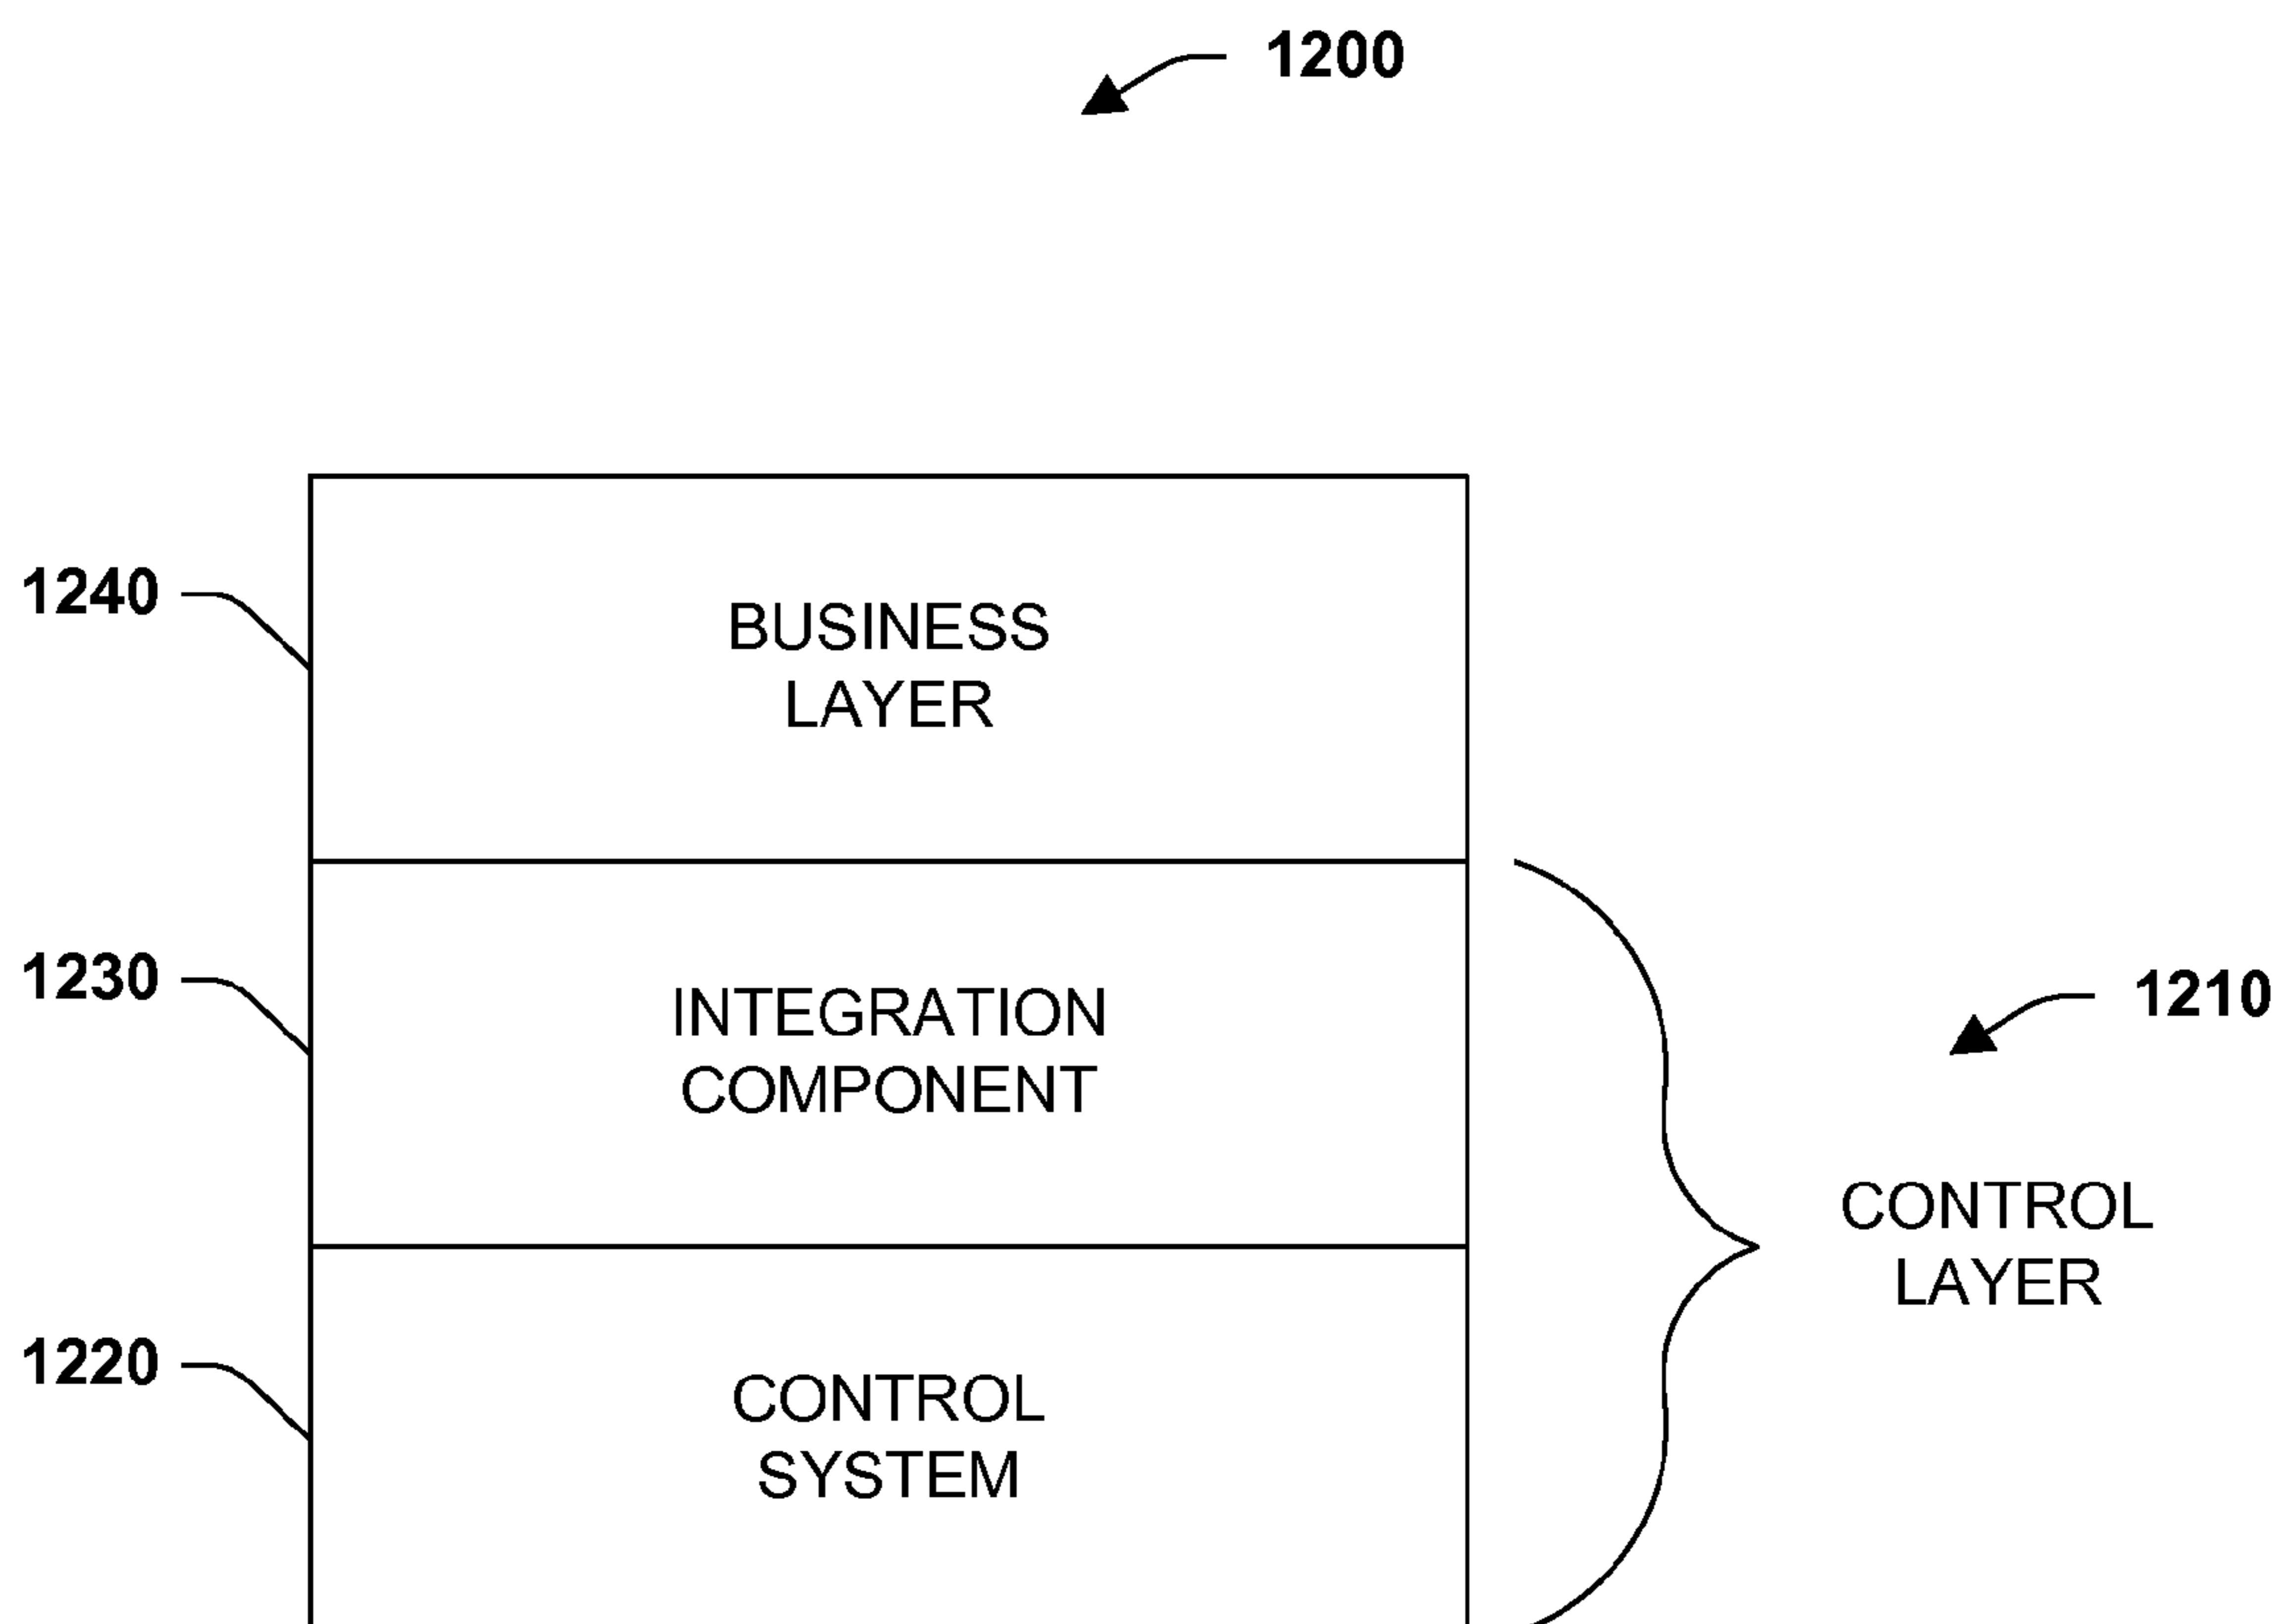 1200
1240
BUSINESS
LAYER
1230
INTEGRATION
COMPONENT
1210
CONTROL
LAYER
1220
CONTROL
SYSTEM